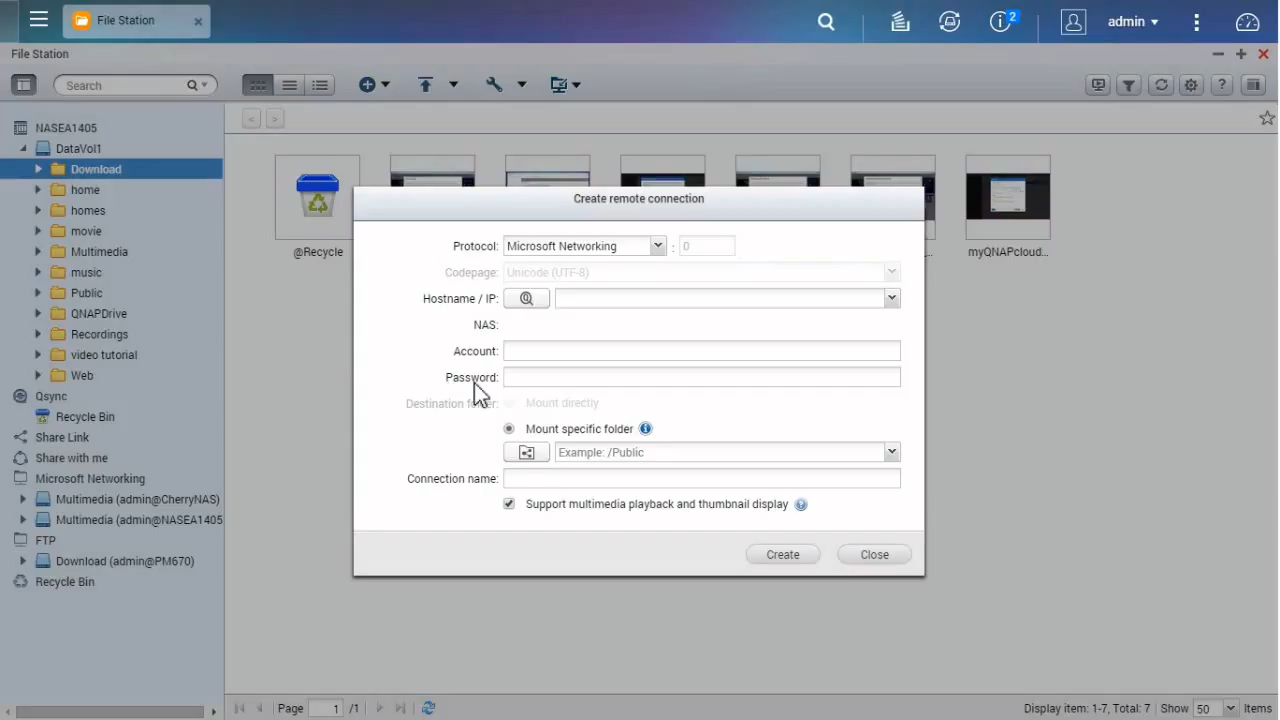 File Station
2
admin
File Station
Search
NASEA1405
DataVol1
Download
home
homes
movie
Multimedia
music
Public
QNAPDrive
Recordings
video tutorial
Web
Qsync
Recycle Bin
Share Link
Share with me
Microsoft Networking
Multimedia (admin@CherryNAS)
Multimedia (admin@NASEA1405
FTP
Download (admin@PM670)
Recycle Bin
@Recycle
myQNAPcloud...
Create remote connection
Protocol: Microsoft Networking : 0
Codepage: Unicode (UTF-8)
Hostname / IP:
NAS:
Account:
Password:
Destination folder: Mount directly
Mount specific folder
Example: /Public
Connection name:
Support multimedia playback and thumbnail display
Create Close
Page 1 /1
Display item: 1-7, Total: 7 Show 50 Items